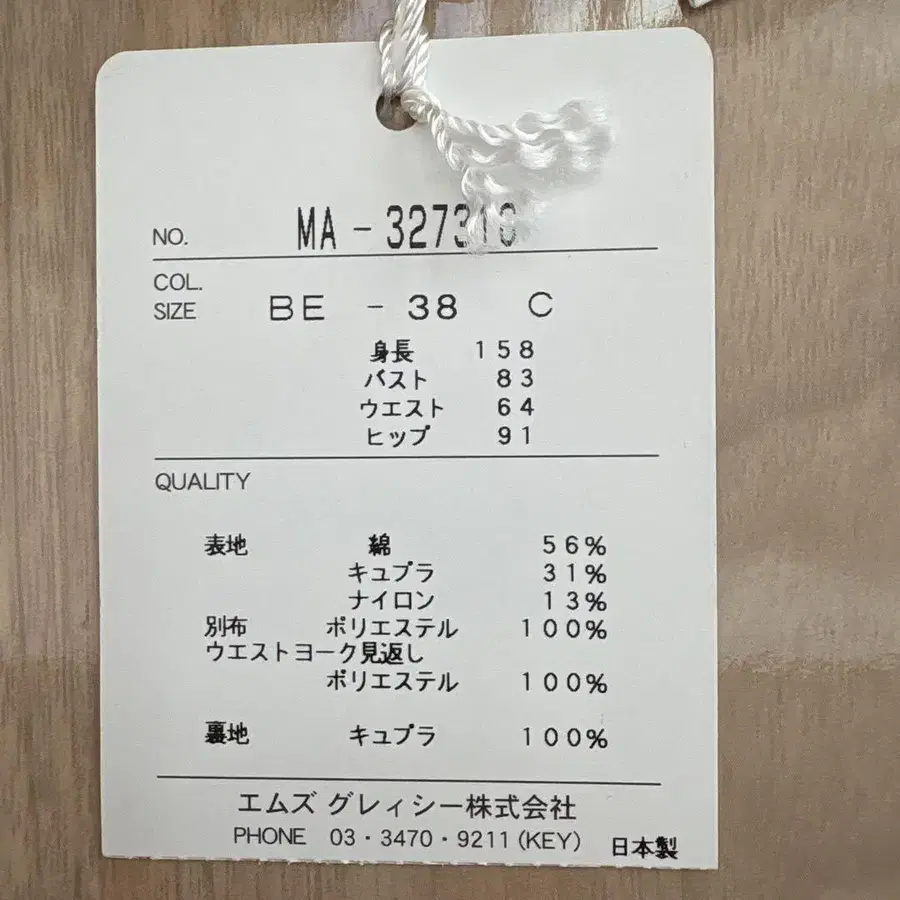 NO. MA - 327310
COL.
SIZE BE - 38 C
身長 158
バスト 83
ウエスト 64
ヒップ 91
QUALITY
表地 綿 56%
キュプラ 31%
ナイロン 13%
別布 ポリエステル 100%
ウエストヨーク見返し
ポリエステル 100%
裏地 キュプラ 100%
エムズ グレィシー株式会社
PHONE 03・3470・9211(KEY) 日本製